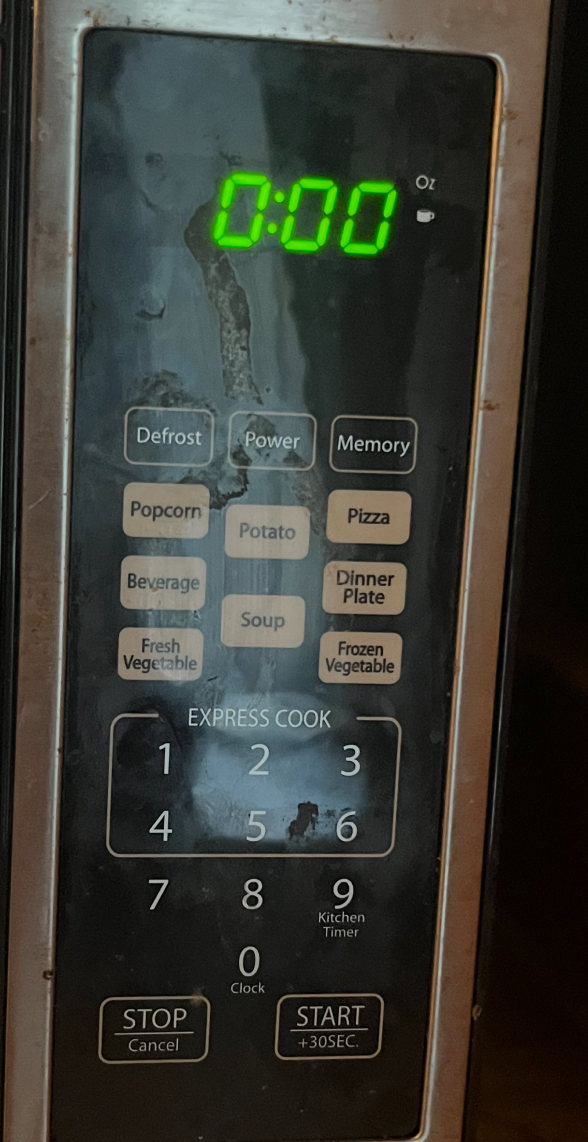 0:00
Oz
Defrost
Power
Memory
Popcorn
Potato
Pizza
Beverage
Dinner
Plate
Soup
Fresh
Vegetable
Frozen
Vegetable
EXPRESS COOK
1 2 3
4 5 6
7 8 9
Kitchen
Timer
0
Clock
STOP
Cancel
START
+30SEC.